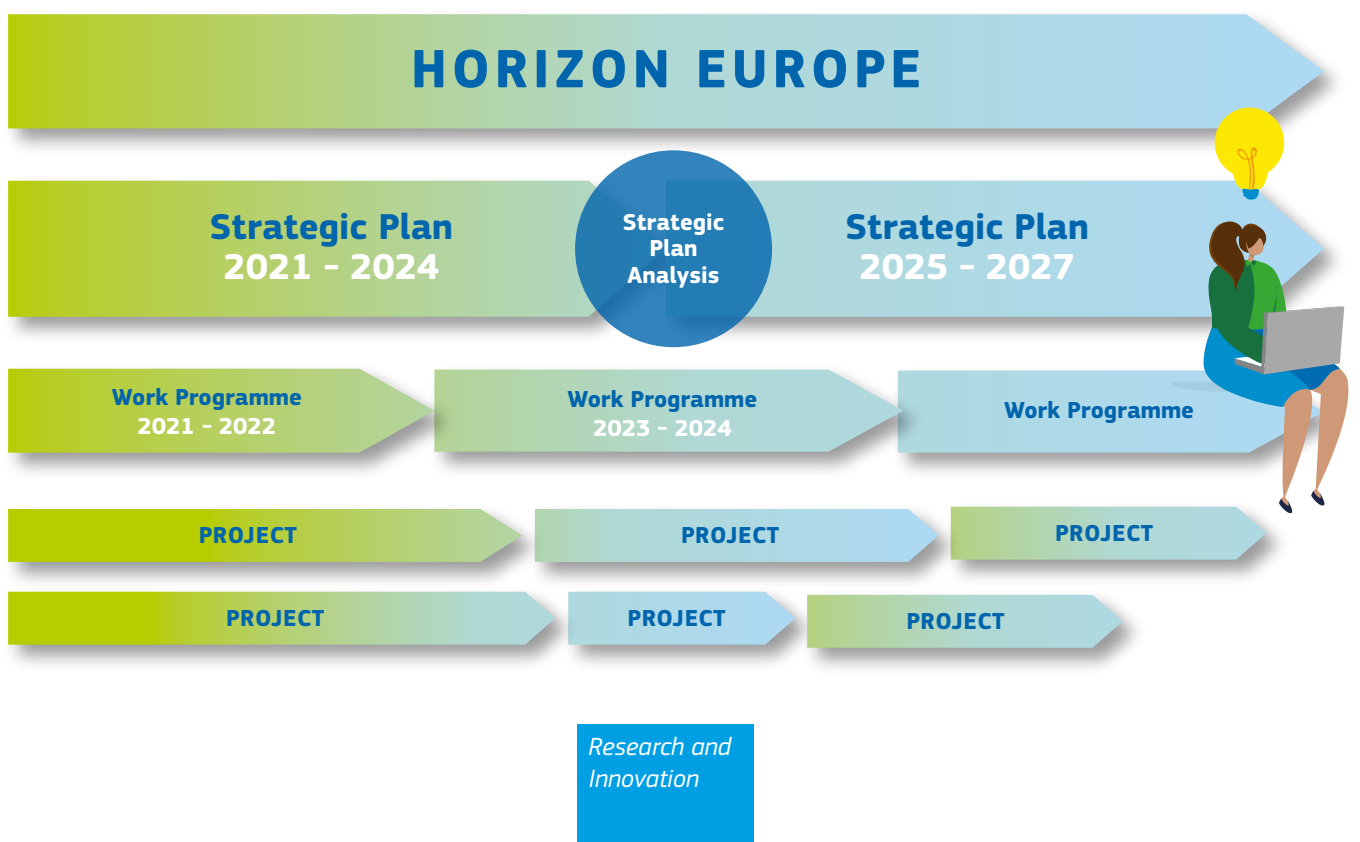 HORIZON EUROPE
Strategic Plan
2021 - 2024
Strategic
Plan
Analysis
Strategic Plan
2025 - 2027
Work Programme
2021 - 2022
Work Programme
2023 - 2024
Work Programme
PROJECT
PROJECT
PROJECT
PROJECT
PROJECT
PROJECT
Research and
Innovation